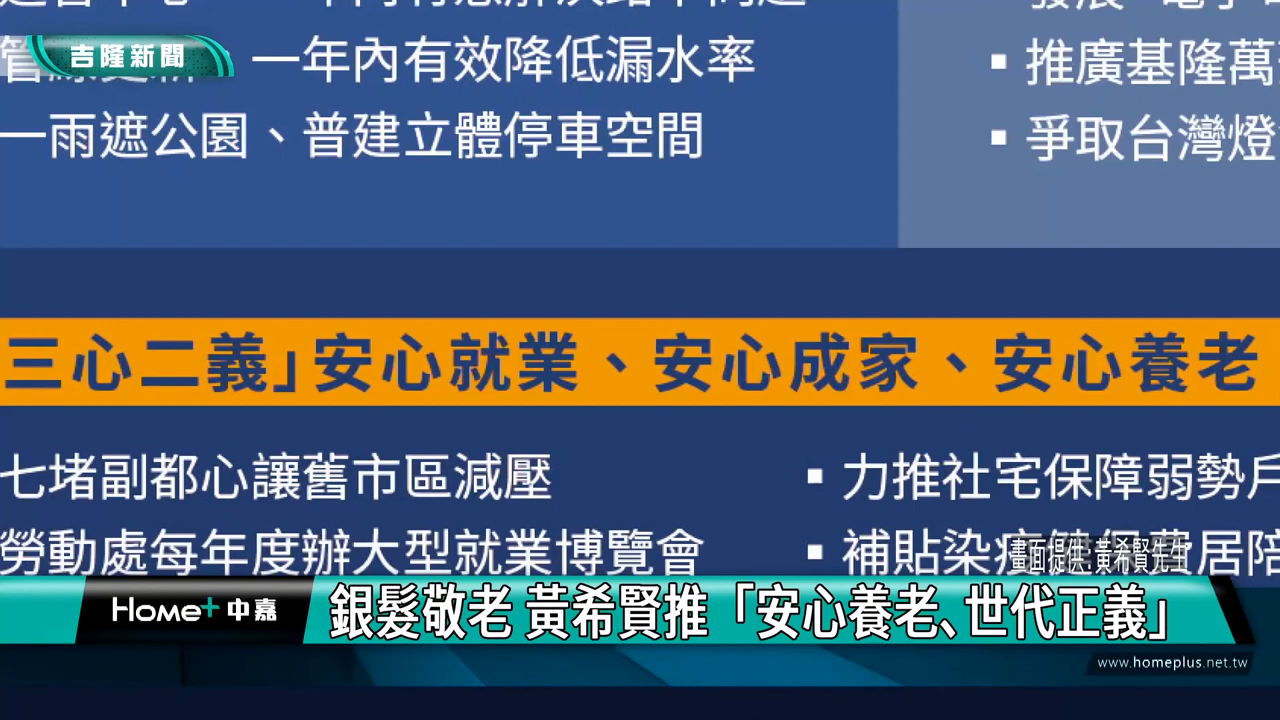 吉隆新聞
一年內有效降低漏水率
一雨遮公園、普建立體停車空間
▪ 推廣基隆萬
▪ 爭取台灣燈
三心二義」安心就業、安心成家、安心養老
七堵副都心讓舊市區減壓
勞動處每年度辦大型就業博覽會
▪ 力推社宅保障弱勢戶
▪ 補貼染疫
居陪
畫面提供:黃希賢先生
Home+中嘉
銀髮敬老 黃希賢推「安心養老、世代正義」
www.homeplus.net.tw